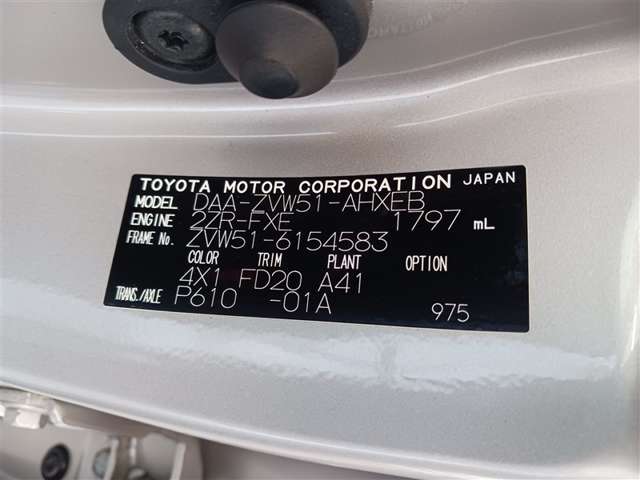 TOYOTA MOTOR CORPORATION JAPAN
MODEL DAA-ZVW51-AHXEB
ENGINE 2ZR-FXE 1797 mL
FRAME No. ZVW51-6154583
COLOR TRIM PLANT OPTION
4X1 FD20 A41
TRANS./AXLE P610 -01A
975